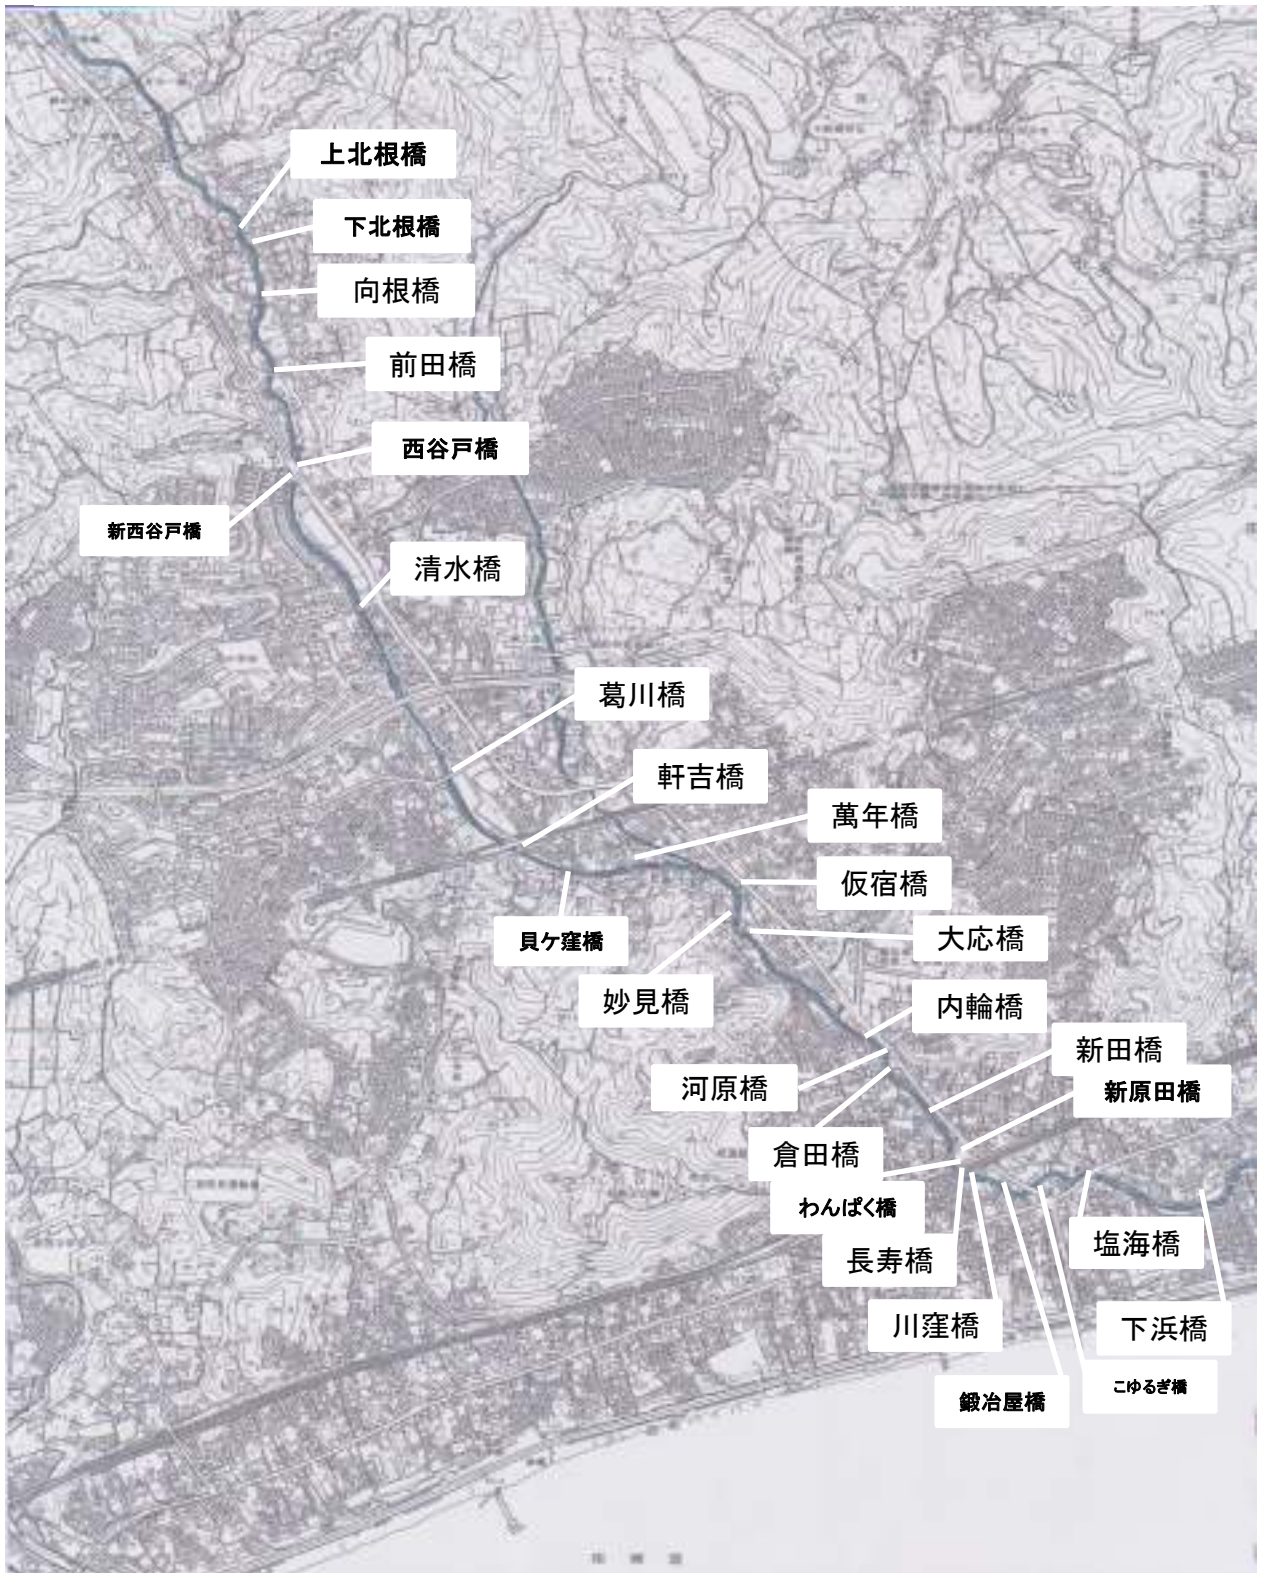 上北根橋
下北根橋
向根橋
前田橋
西谷戸橋
新西谷戸橋
清水橋
葛川橋
軒吉橋
萬年橋
仮宿橋
貝ケ窪橋
大応橋
妙見橋
内輪橋
新田橋
河原橋
新原田橋
倉田橋
わんぱく橋
塩海橋
長寿橋
川窪橋
下浜橋
こゆるぎ橋
鍛冶屋橋